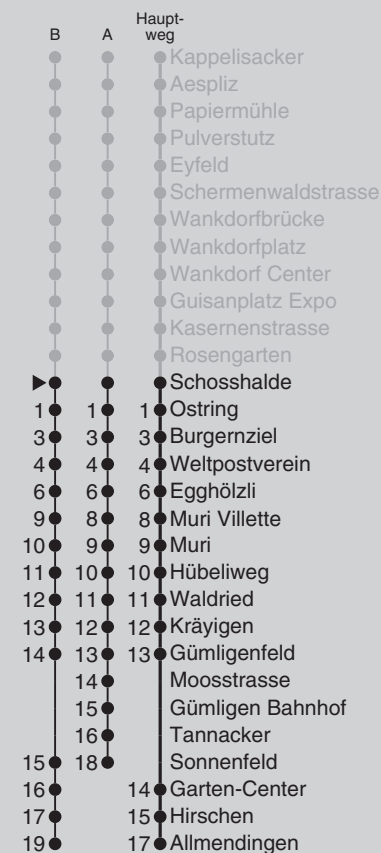 B A Haupt-
weg
Kappelisacker
Aespliz
Papiermühle
Pulverstutz
Eyfeld
Schermenwaldstrasse
Wankdorfbrücke
Wankdorfplatz
Wankdorf Center
Guisanplatz Expo
Kasernenstrasse
Rosengarten
Schosshalde
1 1 1 Ostring
3 3 3 Burgernziel
4 4 4 Weltpostverein
6 6 6 Egghölzli
9 8 8 Muri Villette
10 9 9 Muri
11 10 10 Hübeliweg
12 11 11 Waldried
13 12 12 Kräyigen
14 13 13 Gümligenfeld
14 Moosstrasse
15 Gümligen Bahnhof
16 Tannacker
15 18 Sonnenfeld
16 14 Garten-Center
17 15 Hirschen
19 17 Allmendingen